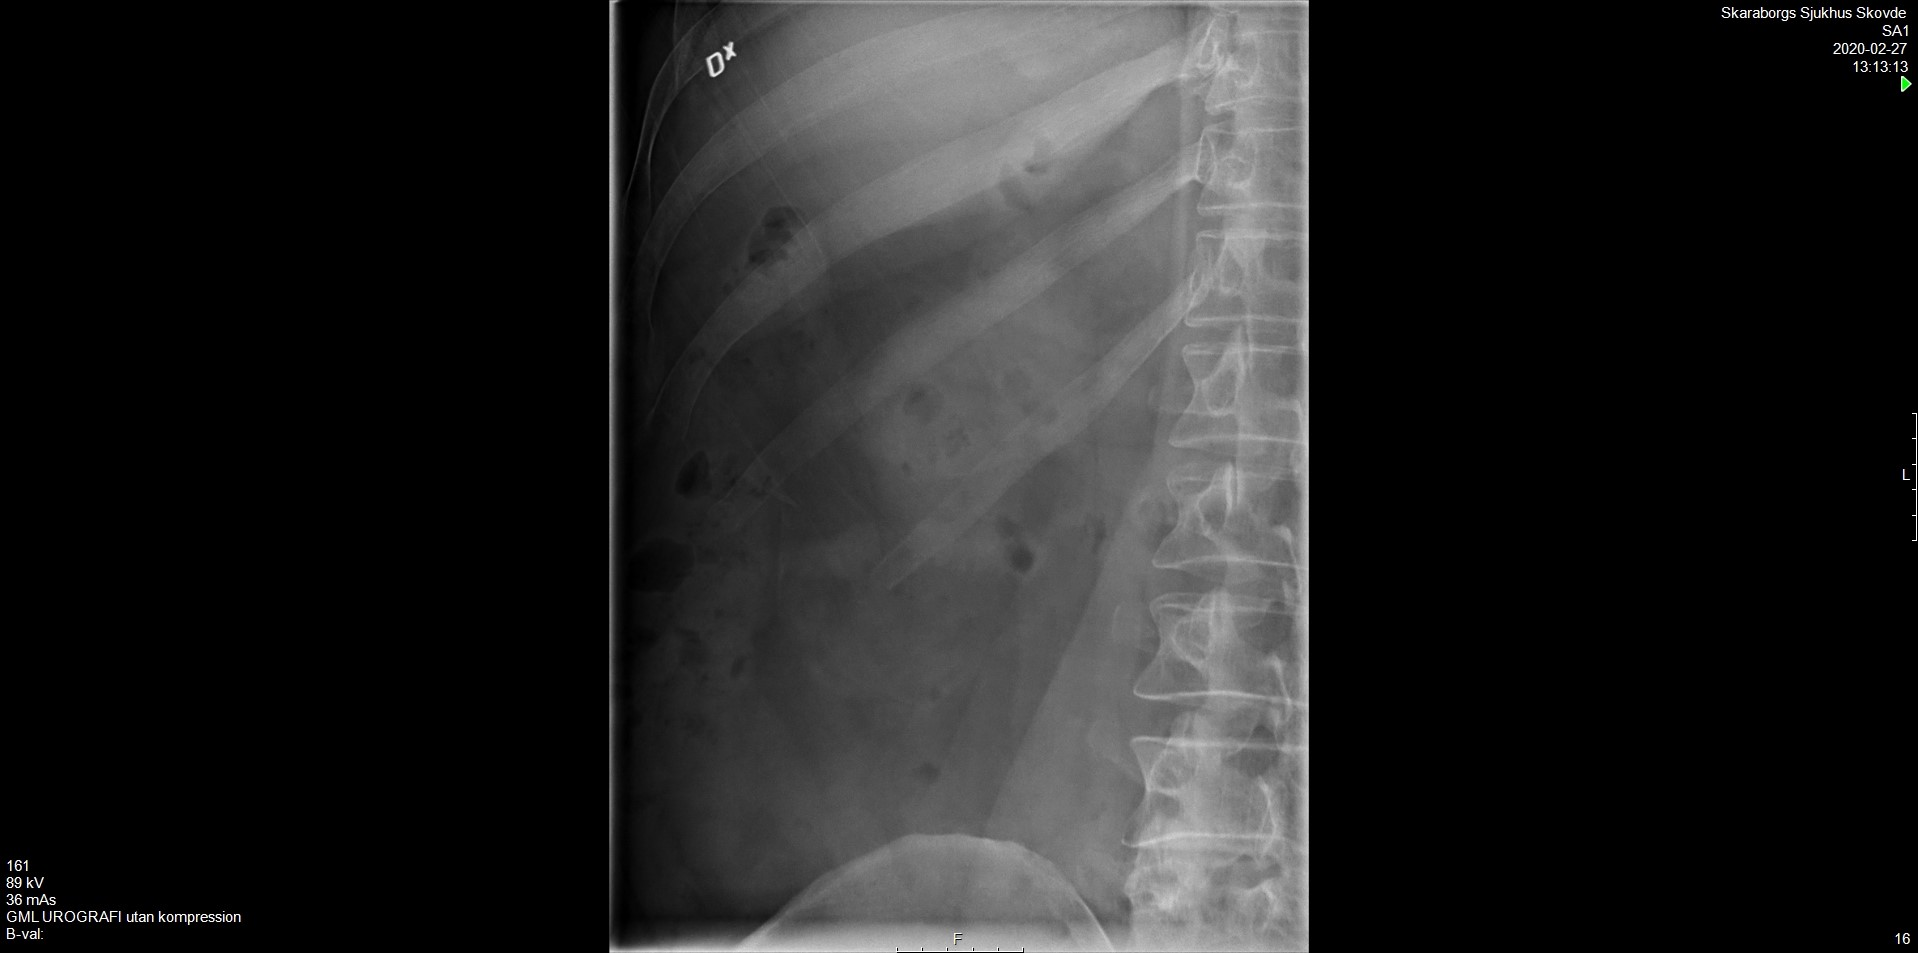 Skaraborgs Sjukhus Skovde
SA1
2020-02-27
13:13:13
Dx
L
161
89 kV
36 mAs
GML UROGRAFI utan kompression
B-val:
F
16